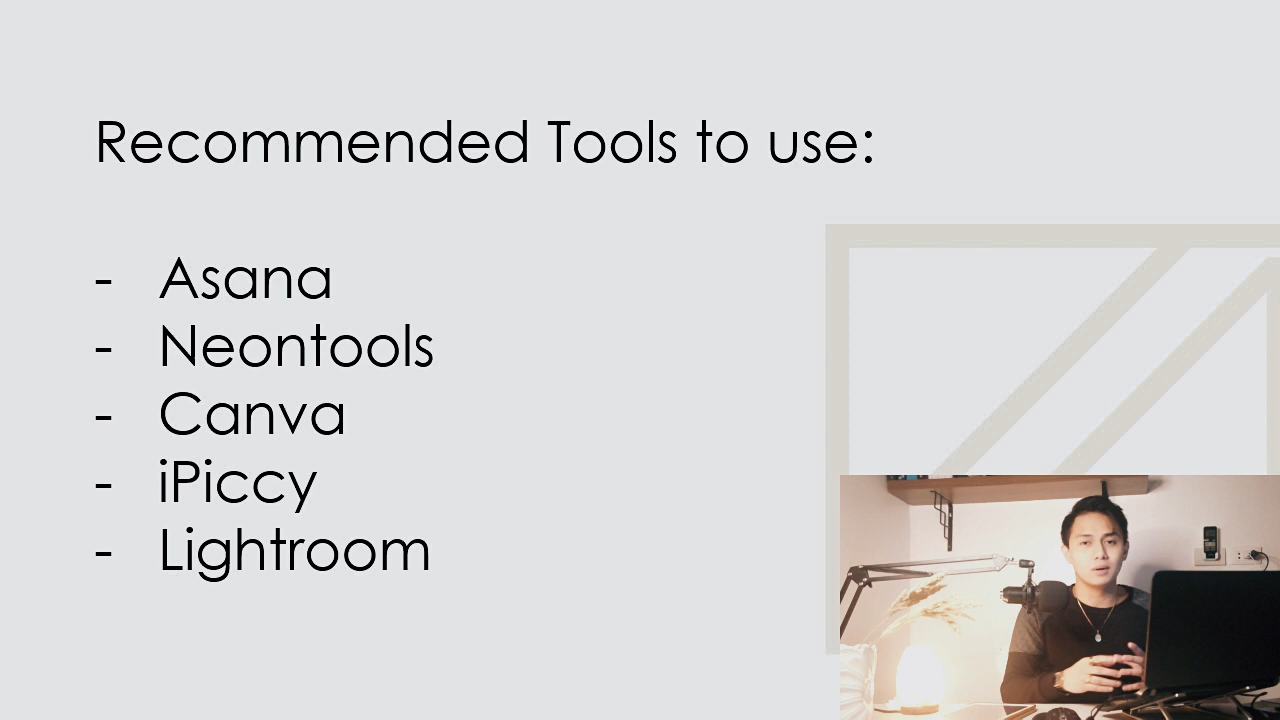 Recommended Tools to use:
- Asana
- Neontools
- Canva
- iPiccy
- Lightroom